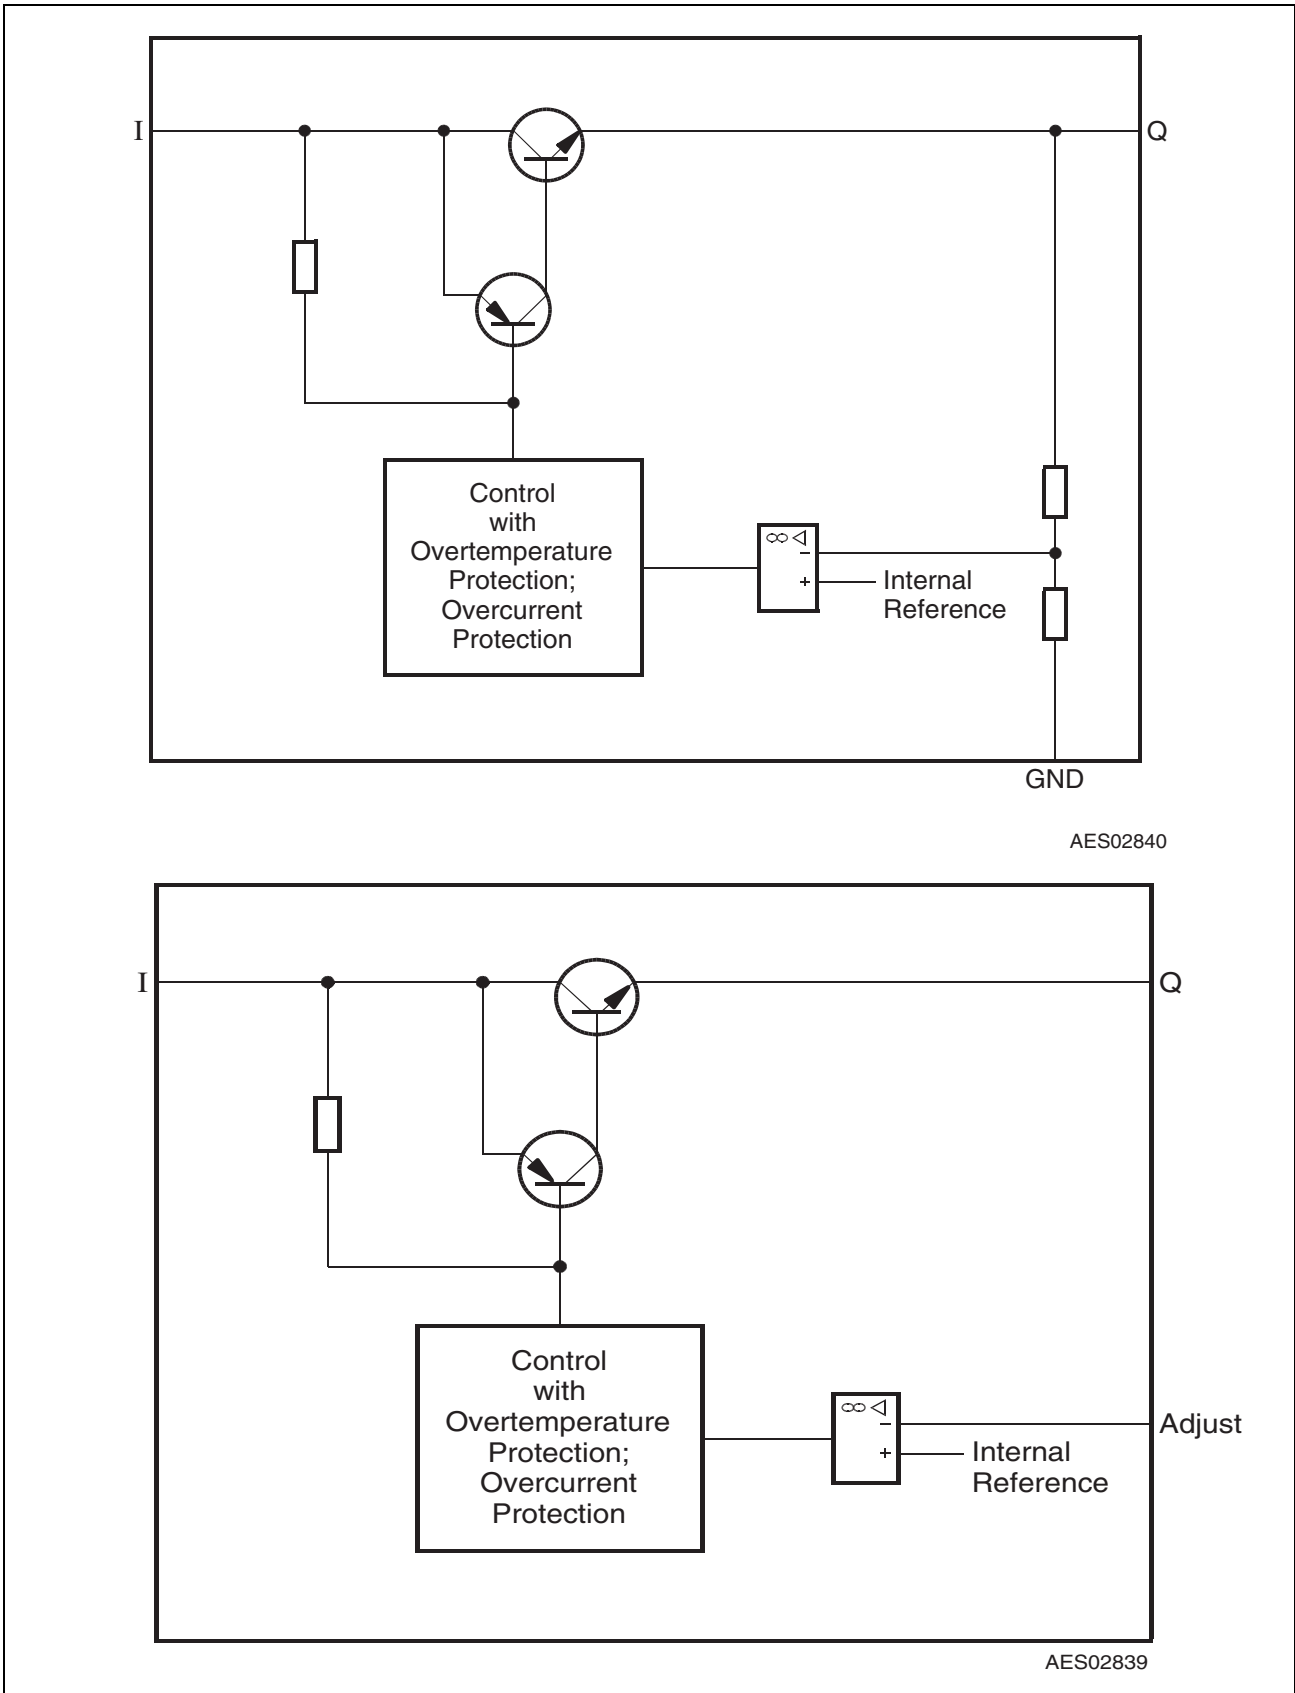 I
Q
Control
with
Overtemperature
Protection;
Overcurrent
Protection
∞ ◁
-
+
Internal
Reference
GND
AES02840
I
Q
Control
with
Overtemperature
Protection;
Overcurrent
Protection
∞ ◁
-
+
Adjust
Internal
Reference
AES02839